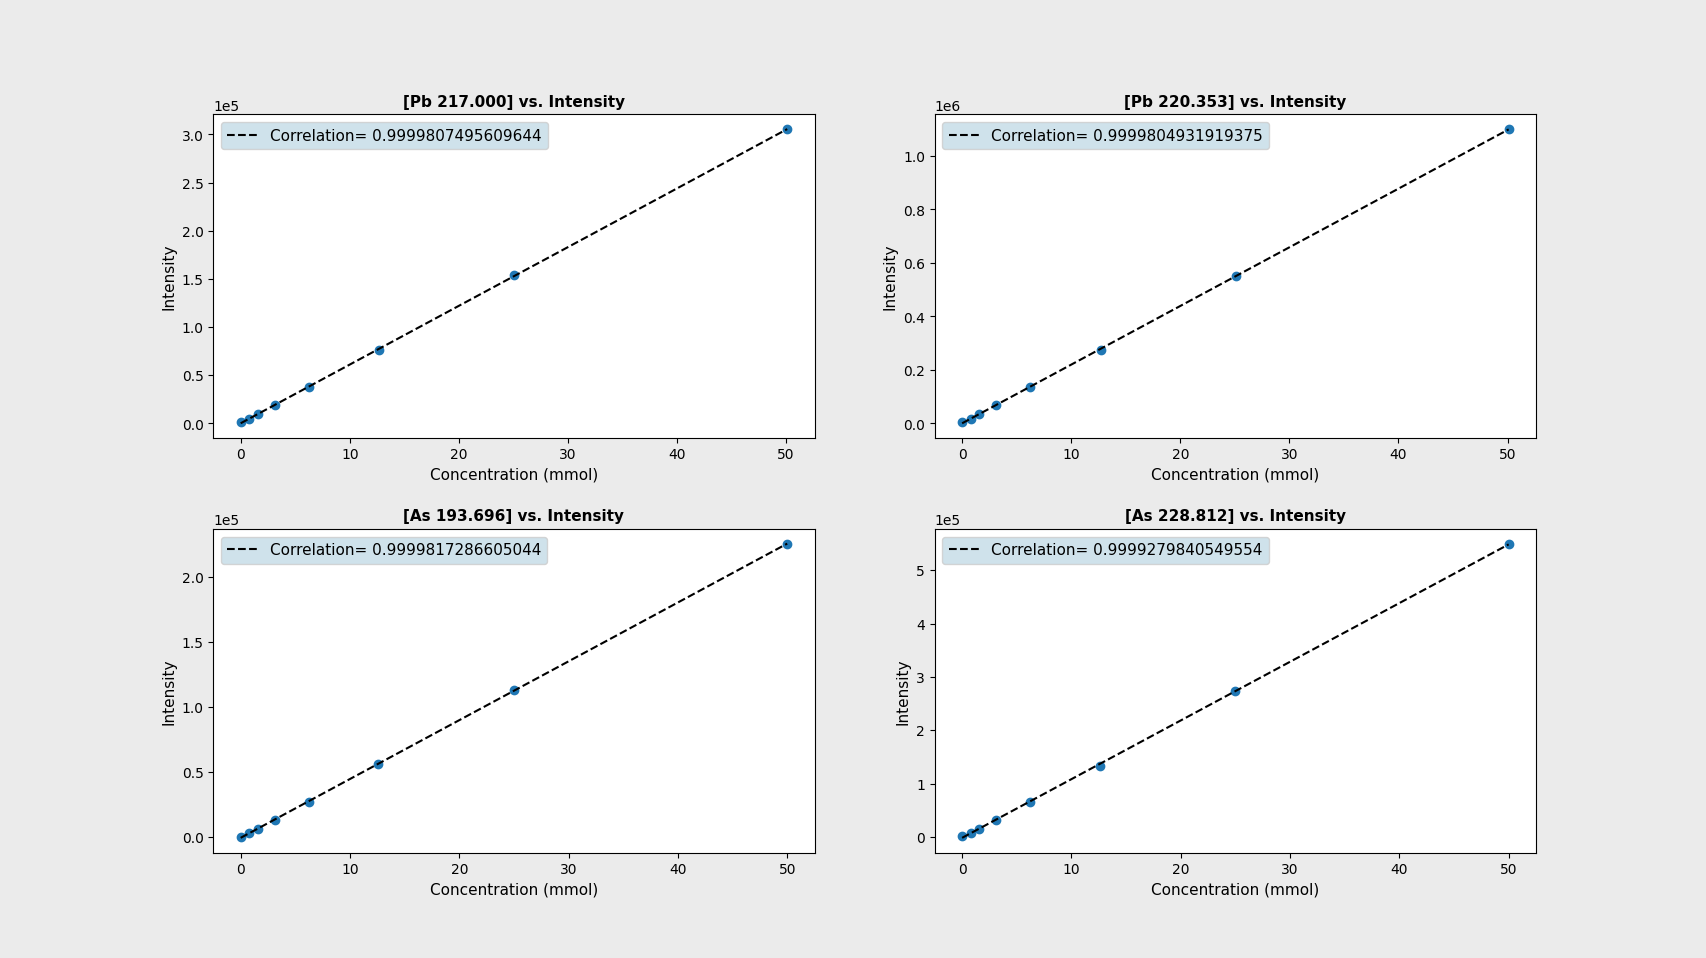 [Pb 217.000] vs. Intensity
1e5
Correlation= 0.9999807495609644
3.0
2.5
2.0
1.5
1.0
0.5
0.0
Intensity
0 10 20 30 40 50
Concentration (mmol)
[Pb 220.353] vs. Intensity
1e6
Correlation= 0.9999804931919375
1.0
0.8
0.6
0.4
0.2
0.0
Intensity
0 10 20 30 40 50
Concentration (mmol)
[As 193.696] vs. Intensity
1e5
Correlation= 0.9999817286605044
2.0
1.5
1.0
0.5
0.0
Intensity
0 10 20 30 40 50
Concentration (mmol)
[As 228.812] vs. Intensity
1e5
Correlation= 0.9999279840549554
5
4
3
2
1
0
Intensity
0 10 20 30 40 50
Concentration (mmol)